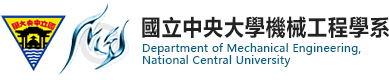 國立中央大學機械工程學系
Department of Mechanical Engineering,
National Central University